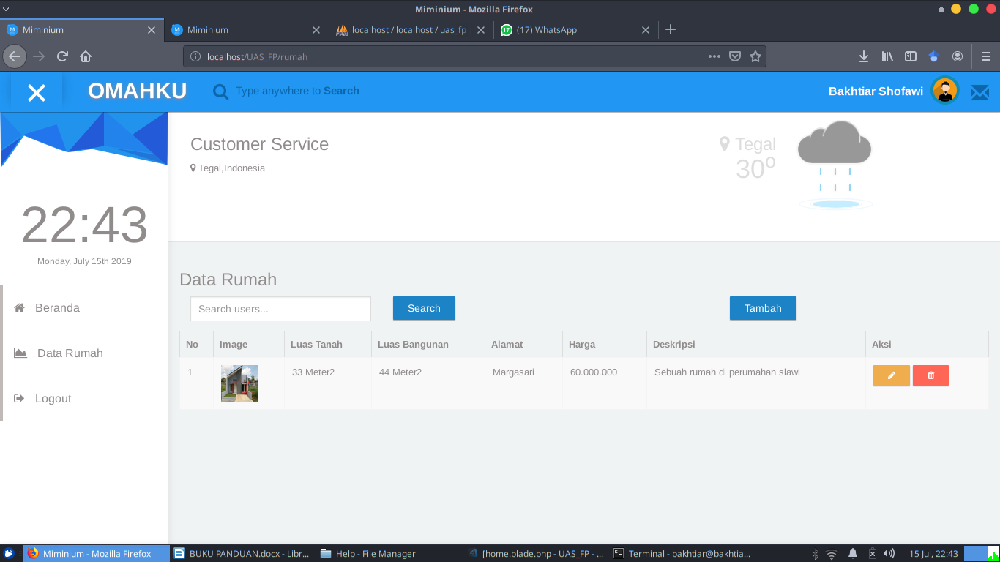 Miminium - Mozilla Firefox
Miminium
Miminium
localhost / localhost / uas_fp
17 (17) WhatsApp
localhost/UAS_FP/rumah
OMAHKU
Type anywhere to Search
Bakhtiar Shofawi
Customer Service
Tegal,Indonesia
Tegal
30º
22:43
Monday, July 15th 2019
Beranda
Data Rumah
Logout
Data Rumah
Search users...
Search
Tambah
No Image Luas Tanah Luas Bangunan Alamat Harga Deskripsi Aksi
1 33 Meter2 44 Meter2 Margasari 60.000.000 Sebuah rumah di perumahan slawi
Miminium - Mozilla Firefox
BUKU PANDUAN.docx - Libr...
Help - File Manager
[home.blade.php - UAS_FP - ...
Terminal - bakhtiar@bakhtia...
15 Jul, 22:43